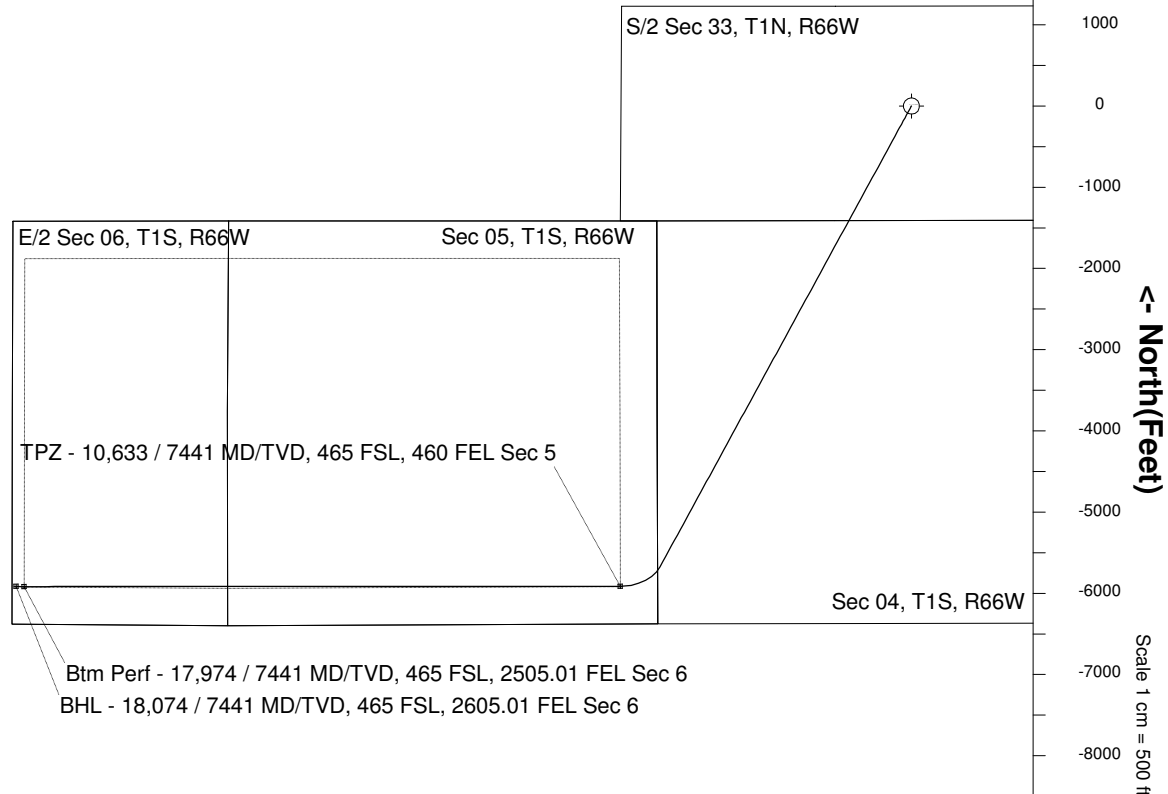 1000
S/2 Sec 33, T1N, R66W
0
-1000
E/2 Sec 06, T1S, R66W
Sec 05, T1S, R66W
-2000
<- North(Feet)
-3000
-4000
TPZ - 10,633 / 7441 MD/TVD, 465 FSL, 460 FEL Sec 5
-5000
-6000
Sec 04, T1S, R66W
Scale 1 cm = 500 ft
-7000
Btm Perf - 17,974 / 7441 MD/TVD, 465 FSL, 2505.01 FEL Sec 6
BHL - 18,074 / 7441 MD/TVD, 465 FSL, 2605.01 FEL Sec 6
-8000